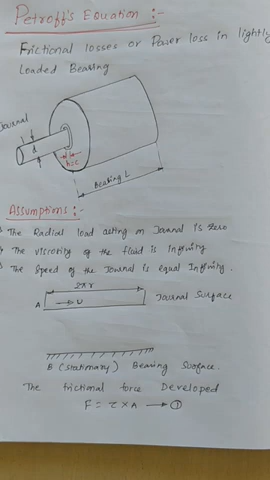 Petroff's Equation :-
Frictional losses or Power loss in lightly
Loaded Bearing
Journal
d
h=c
Bearing L
Assumptions :-
The Radial load acting on Journal is zero
The viscosity of the fluid is infinity
The Speed of the Journal is equal Infinity.
2πr
A
→ U
Journal Surface
B (stationary) Bearing Surface.
The frictional force Developed
F = τ × A → ①